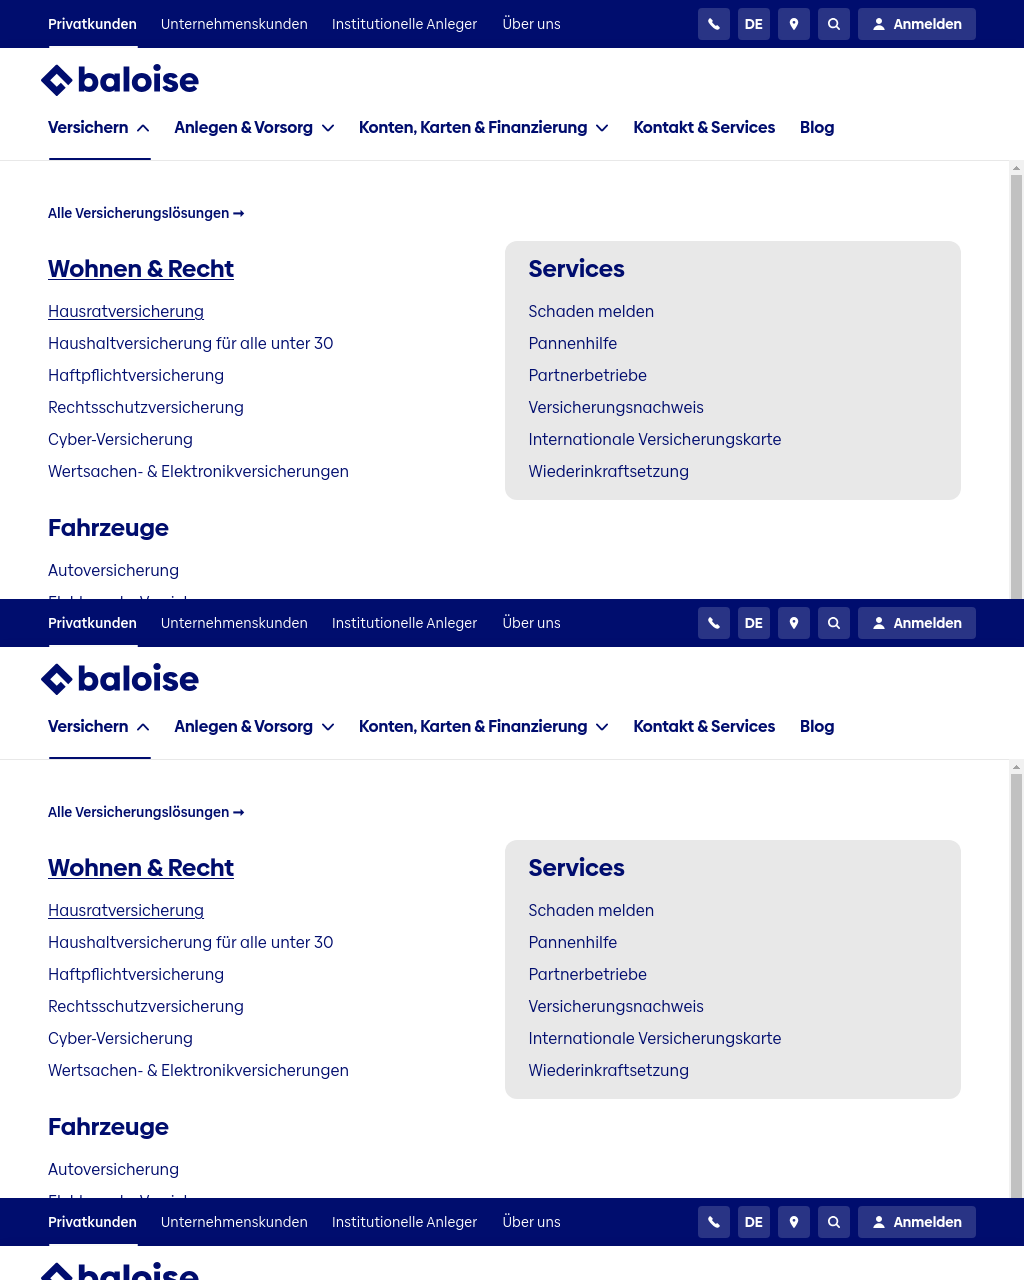 Privatkunden Unternehmenskunden Institutionelle Anleger Über uns DE Anmelden
baloise
Versichern Anlegen & Vorsorg Konten, Karten & Finanzierung Kontakt & Services Blog
Alle Versicherungslösungen →
Wohnen & Recht
Hausratversicherung
Haushaltversicherung für alle unter 30
Haftpflichtversicherung
Rechtsschutzversicherung
Cyber-Versicherung
Wertsachen- & Elektronikversicherungen
Fahrzeuge
Autoversicherung
Services
Schaden melden
Pannenhilfe
Partnerbetriebe
Versicherungsnachweis
Internationale Versicherungskarte
Wiederinkraftsetzung
Privatkunden Unternehmenskunden Institutionelle Anleger Über uns DE Anmelden
baloise
Versichern Anlegen & Vorsorg Konten, Karten & Finanzierung Kontakt & Services Blog
Alle Versicherungslösungen →
Wohnen & Recht
Hausratversicherung
Haushaltversicherung für alle unter 30
Haftpflichtversicherung
Rechtsschutzversicherung
Cyber-Versicherung
Wertsachen- & Elektronikversicherungen
Fahrzeuge
Autoversicherung
Services
Schaden melden
Pannenhilfe
Partnerbetriebe
Versicherungsnachweis
Internationale Versicherungskarte
Wiederinkraftsetzung
Privatkunden Unternehmenskunden Institutionelle Anleger Über uns DE Anmelden
baloise